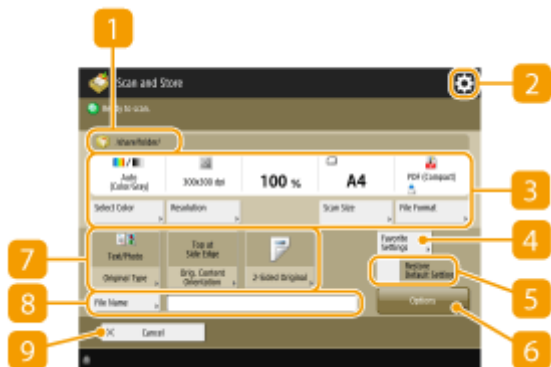 1
2
Scan and Store
Ready to scan.
/share/folder/
Auto
(Color/Gray)
300x300 dpi
100 %
A4
PDF (Compact)
3
Select Color
Resolution
Scan Size
File Format
Text/Photo
Top at
Side Edge
Favorite
Settings
4
7
Original Type
Orig. Content
Orientation
2-Sided Original
Restore
Default Settings
5
8
File Name
Options
9
Cancel
6